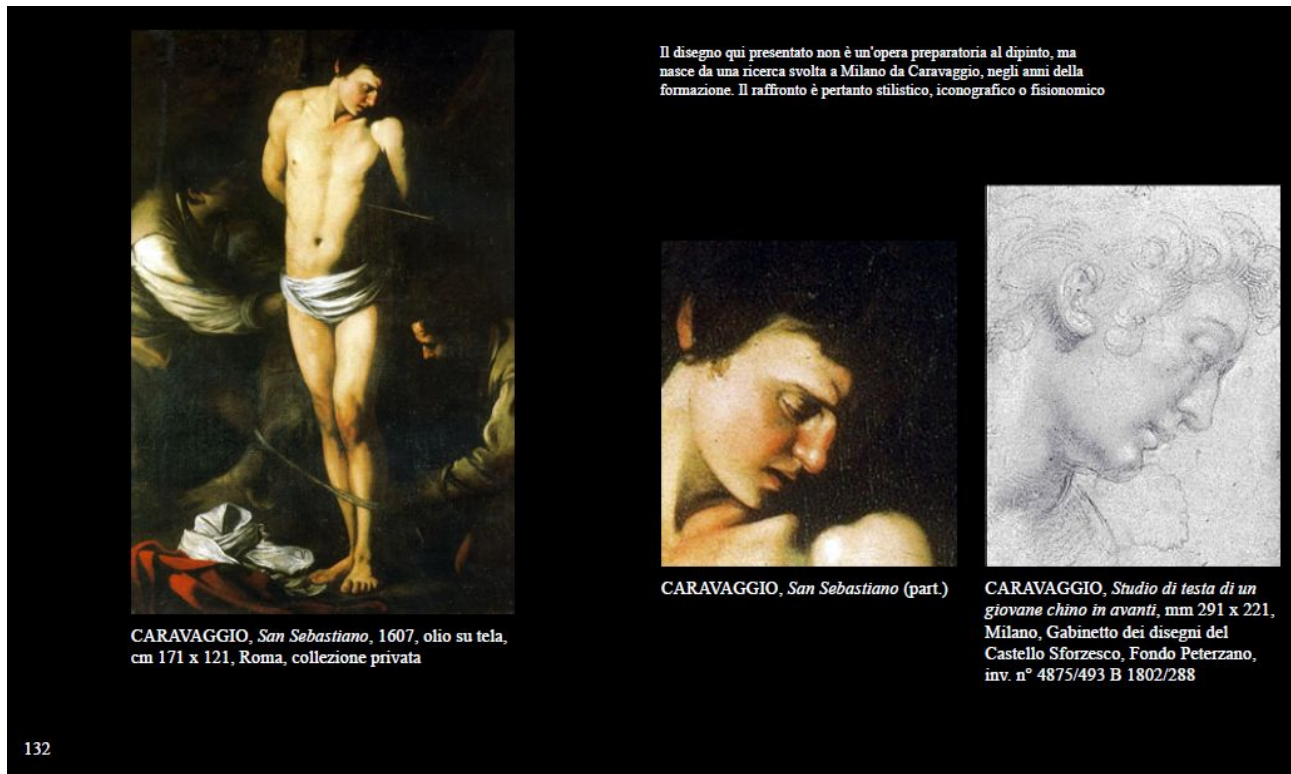 Il disegno qui presentato non è un'opera preparatoria al dipinto, ma
nasce da una ricerca svolta a Milano da Caravaggio, negli anni della
formazione. Il raffronto è pertanto stilistico, iconografico o fisionomico
CARAVAGGIO, San Sebastiano, 1607, olio su tela,
cm 171 x 121, Roma, collezione privata
CARAVAGGIO, San Sebastiano (part.)
CARAVAGGIO, Studio di testa di un
giovane chino in avanti, mm 291 x 221,
Milano, Gabinetto dei disegni del
Castello Sforzesco, Fondo Peterzano,
inv. n° 4875/493 B 1802/288
132